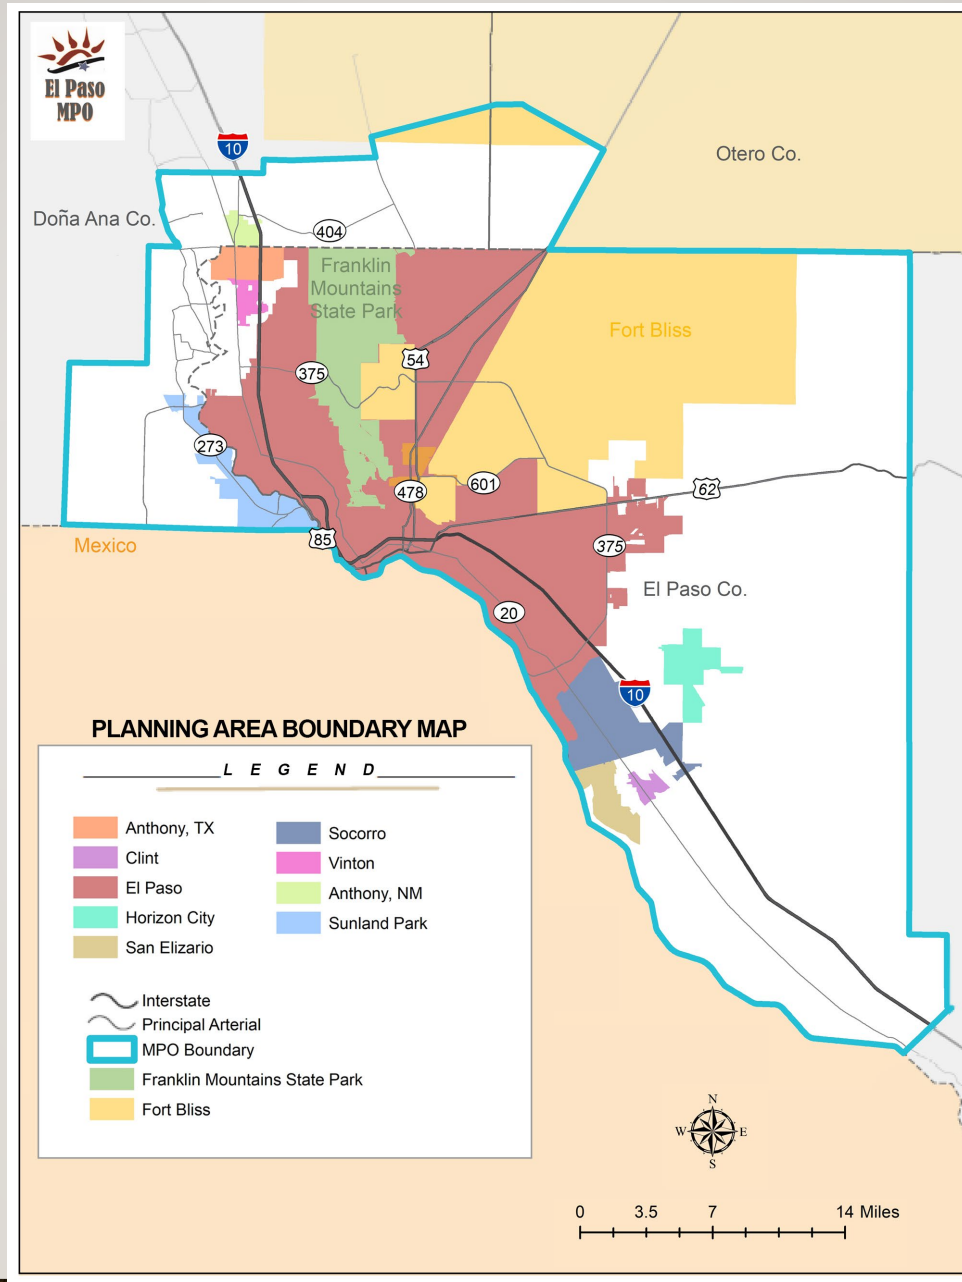 El Paso
MPO
10
Otero Co.
Doña Ana Co.
404
Franklin
Mountains
State Park
Fort Bliss
54
375
273
478
601
62
85
Mexico
375
El Paso Co.
20
10
PLANNING AREA BOUNDARY MAP
LEGEND
Anthony, TX
Clint
El Paso
Horizon City
San Elizario
Socorro
Vinton
Anthony, NM
Sunland Park
Interstate
Principal Arterial
MPO Boundary
Franklin Mountains State Park
Fort Bliss
N
W E
S
0 3.5 7 14 Miles